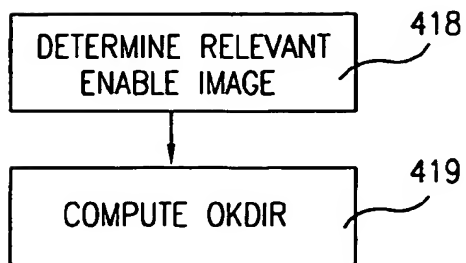 DETERMINE RELEVANT
ENABLE IMAGE
418
COMPUTE OKDIR
419